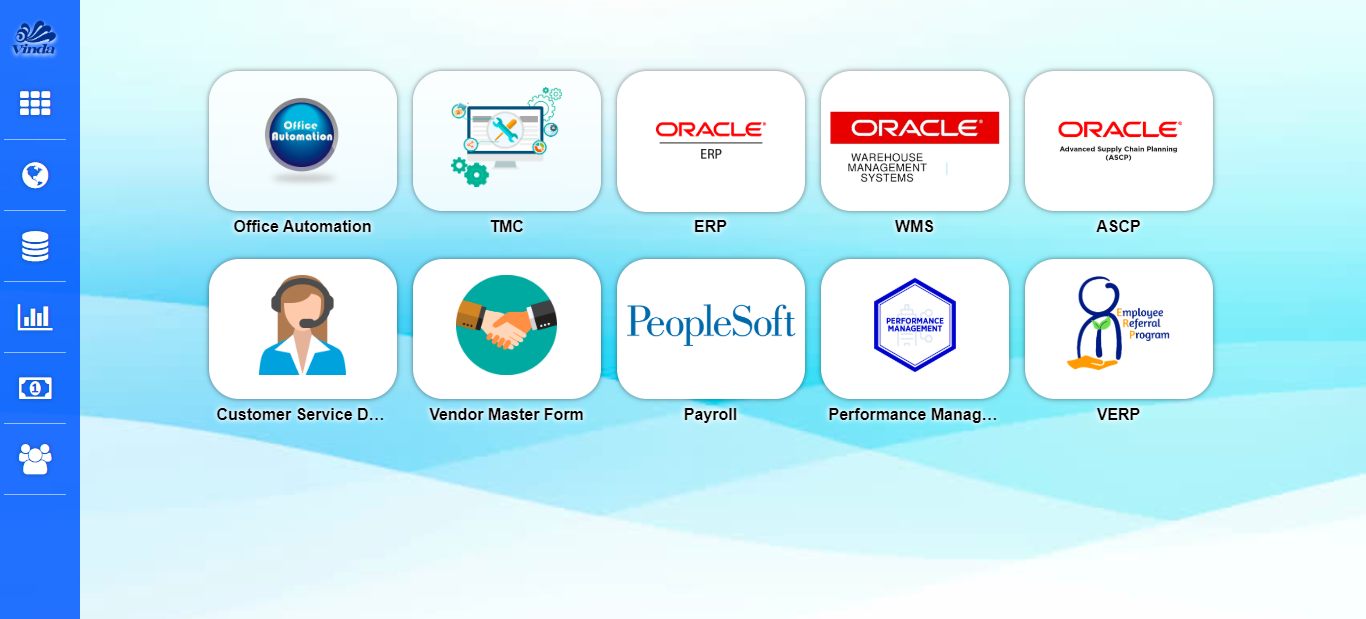 Vinda
Office
Automation
ORACLE®
ERP
ORACLE®
WAREHOUSE
MANAGEMENT
SYSTEMS
ORACLE®
Advanced Supply Chain Planning
(ASCP)
Office Automation
TMC
ERP
WMS
ASCP
1
PeopleSoft
PERFORMANCE
MANAGEMENT
Employee
Referral
Program
Customer Service D...
Vendor Master Form
Payroll
Performance Manag...
VERP